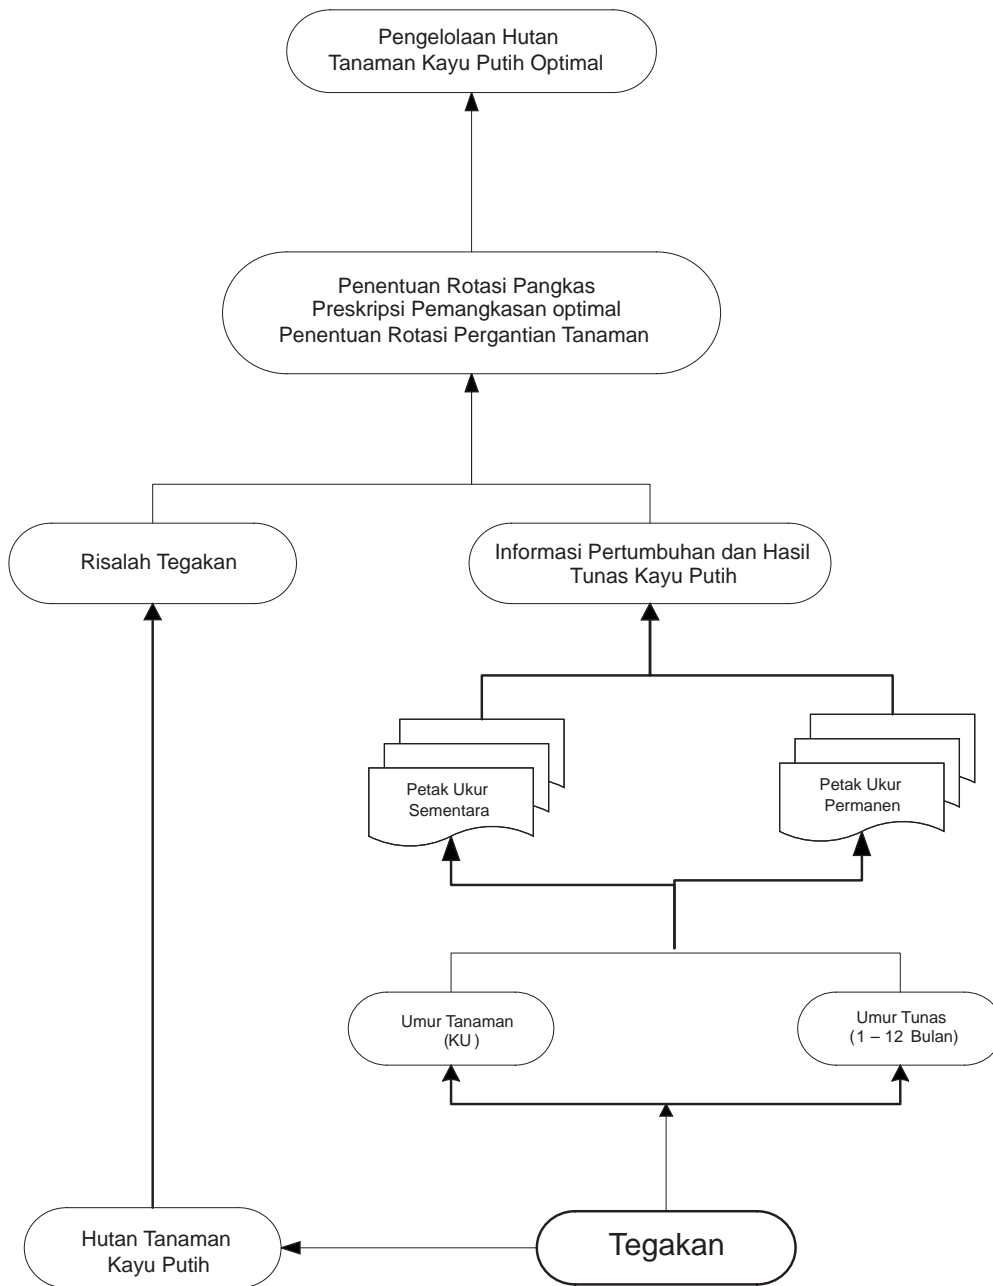 Pengelolaan Hutan
Tanaman Kayu Putih Optimal
Penentuan Rotasi Pangkas
Preskripsi Pemangkasan optimal
Penentuan Rotasi Pergantian Tanaman
Risalah Tegakan
Informasi Pertumbuhan dan Hasil
Tunas Kayu Putih
Petak Ukur
Sementara
Petak Ukur
Permanen
Umur Tanaman
(KU)
Umur Tunas
(1 – 12 Bulan)
Hutan Tanaman
Kayu Putih
Tegakan